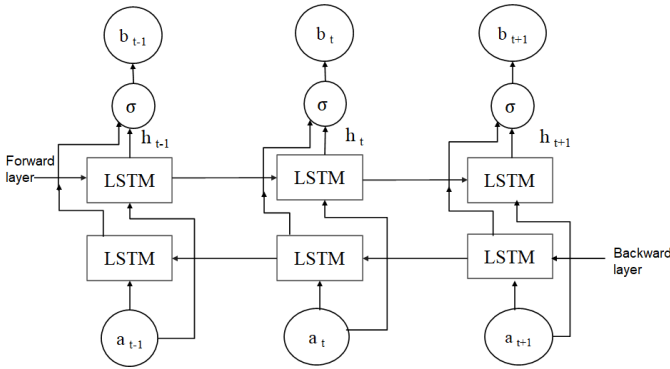 b t-1 b t b t+1
σ σ σ
h t-1 h t h t+1
Forward
layer
LSTM LSTM LSTM
LSTM LSTM LSTM
Backward
layer
a t-1 a t a t+1